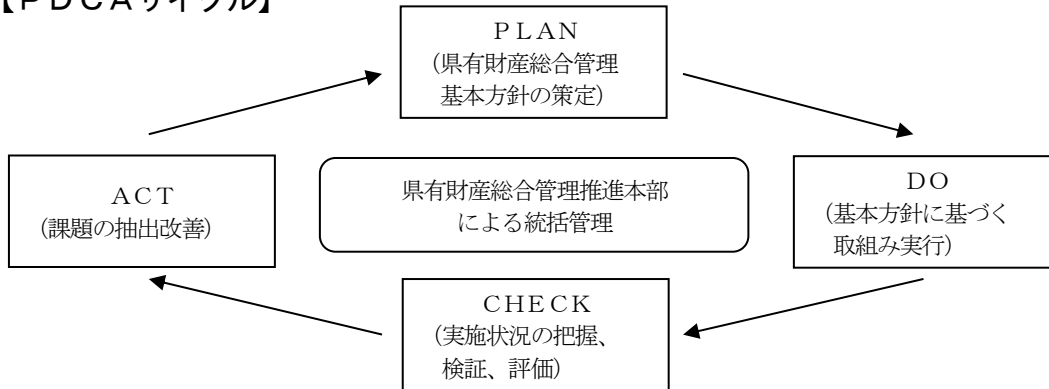 【ＰＤＣＡサイクル】
ＰＬＡＮ
（県有財産総合管理
基本方針の策定）
ＡＣＴ
（課題の抽出改善）
県有財産総合管理推進本部
による統括管理
ＤＯ
（基本方針に基づく
取組み実行）
ＣＨＥＣＫ
（実施状況の把握、
検証、評価）